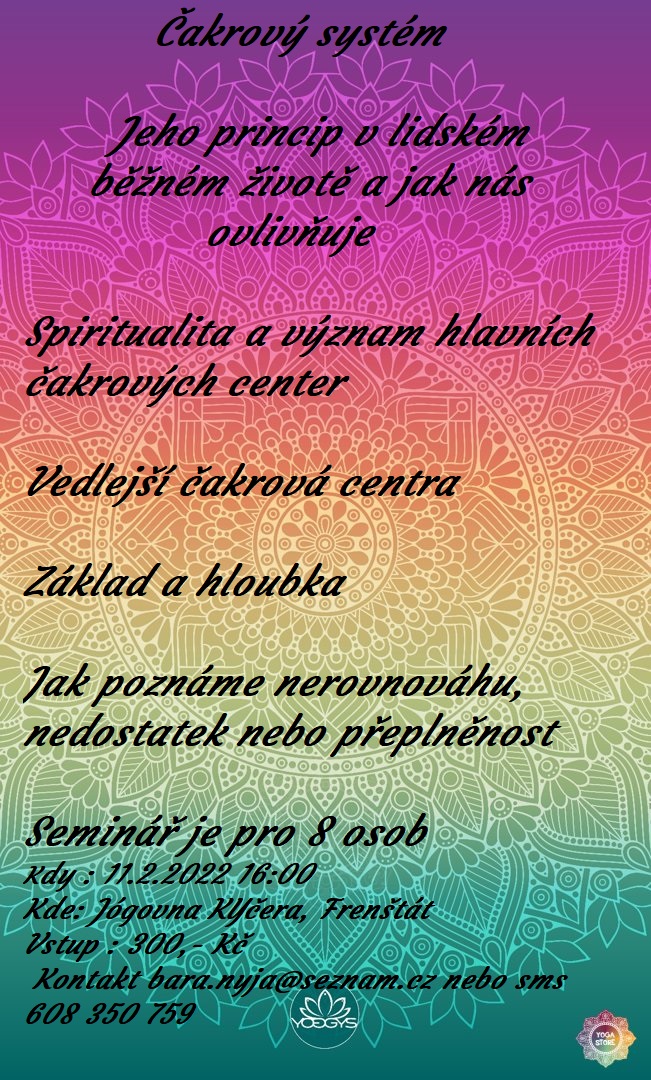 Čakrový systém
Jeho princip v lidském
běžném životě a jak nás
ovlivňuje
Spiritualita a význam hlavních
čakrových center
Vedlejší čakrová centra
Základ a hloubka
Jak poznáme nerovnováhu,
nedostatek nebo přeplněnost
Seminář je pro 8 osob
Kdy : 11.2.2022 16:00
Kde: Jógovna KYčera, Frenštát
Vstup : 300,- Kč
Kontakt bara.nyja@seznam.cz nebo sms
608 350 759
YOGGYS
YOGA
STORE